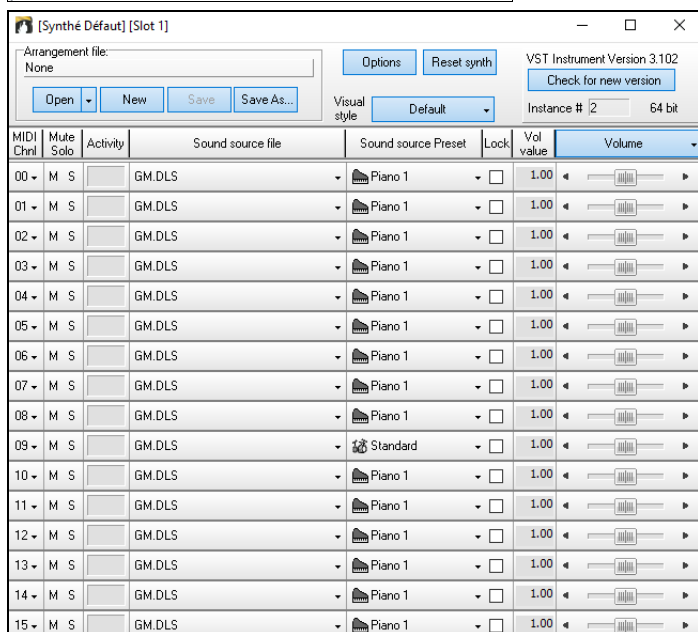 [Synthé Défaut] [Slot 1]
Arrangement file:
None
Open New Save Save As...
Options Reset synth
Visual style Default
VST Instrument Version 3.102
Check for new version
Instance # 2 64 bit
MIDI Chnl Mute Solo Activity Sound source file Sound source Preset Lock Vol value Volume
00 M S GM.DLS Piano 1 1.00
01 M S GM.DLS Piano 1 1.00
02 M S GM.DLS Piano 1 1.00
03 M S GM.DLS Piano 1 1.00
04 M S GM.DLS Piano 1 1.00
05 M S GM.DLS Piano 1 1.00
06 M S GM.DLS Piano 1 1.00
07 M S GM.DLS Piano 1 1.00
08 M S GM.DLS Piano 1 1.00
09 M S GM.DLS Standard 1.00
10 M S GM.DLS Piano 1 1.00
11 M S GM.DLS Piano 1 1.00
12 M S GM.DLS Piano 1 1.00
13 M S GM.DLS Piano 1 1.00
14 M S GM.DLS Piano 1 1.00
15 M S GM.DLS Piano 1 1.00